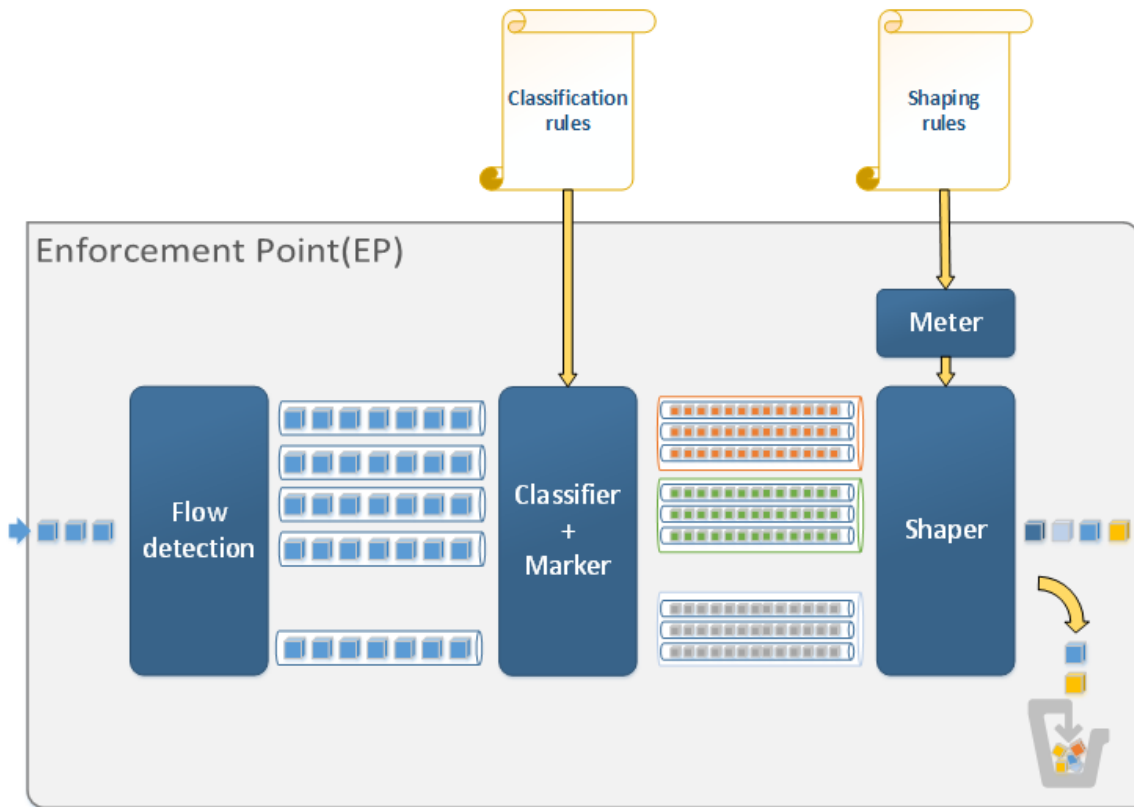 Classification
rules
Shaping
rules
Enforcement Point(EP)
Meter
Flow
detection
Classifier
+
Marker
Shaper